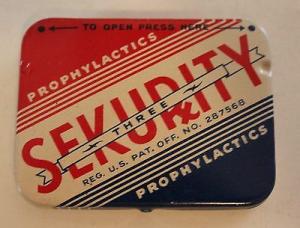 TO OPEN PRESS HERE
PROPHYLACTICS
SEKURITY
THREE
REG. U.S. PAT. OFF. NO. 287568
PROPHYLACTICS